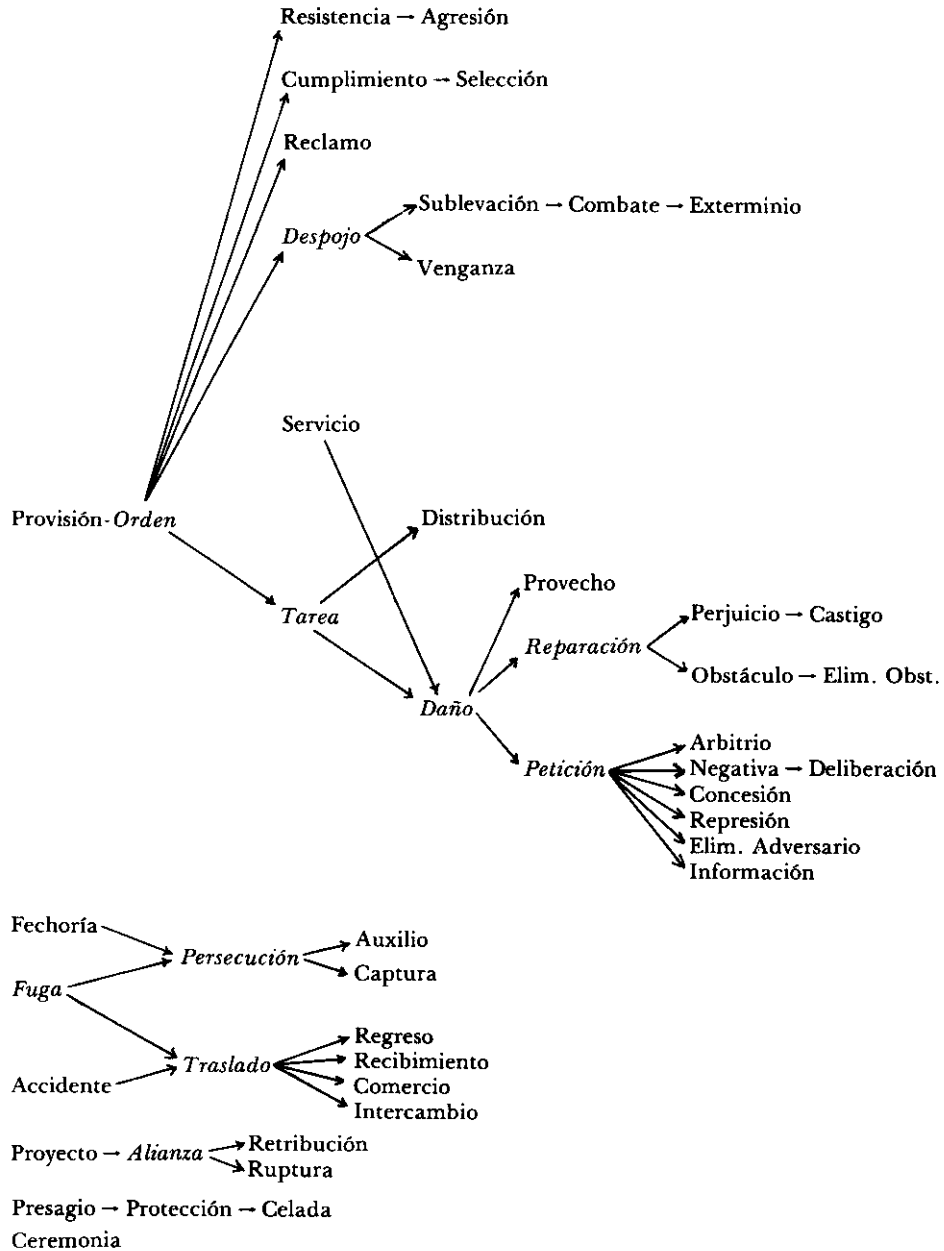 Resistencia → Agresión
Cumplimiento → Selección
Reclamo
Sublevación → Combate → Exterminio
Despojo
Venganza
Servicio
Provisión-Orden
Distribución
Provecho
Tarea
Perjuicio → Castigo
Reparación
Obstáculo → Elim. Obst.
Daño
Arbitrio
Petición
Negativa → Deliberación
Concesión
Represión
Elim. Adversario
Información
Fechoría
Auxilio
Persecución
Captura
Fuga
Regreso
Recibimiento
Traslado
Accidente
Comercio
Intercambio
Retribución
Proyecto → Alianza
Ruptura
Presagio → Protección → Celada
Ceremonia